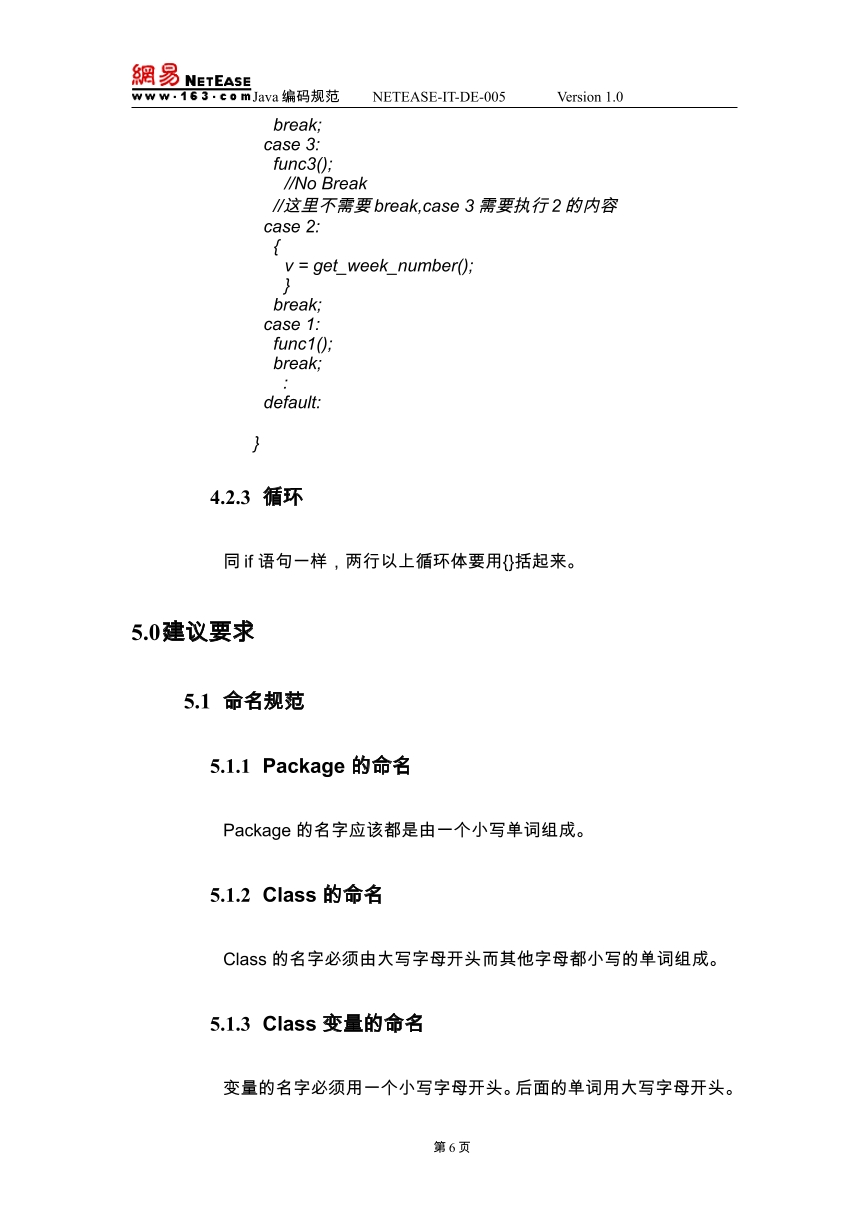 網易 NETEASE
www.163.com Java 编码规范 NETEASE-IT-DE-005 Version 1.0
break;
case 3:
func3();
//No Break
//这里不需要 break,case 3 需要执行 2 的内容
case 2:
{
v = get_week_number();
}
break;
case 1:
func1();
break;
:
default:
}
4.2.3 循环
同 if 语句一样，两行以上循环体要用{}括起来。
5.0建议要求
5.1 命名规范
5.1.1 Package 的命名
Package 的名字应该都是由一个小写单词组成。
5.1.2 Class 的命名
Class 的名字必须由大写字母开头而其他字母都小写的单词组成。
5.1.3 Class 变量的命名
变量的名字必须用一个小写字母开头。后面的单词用大写字母开头。
第 6 页